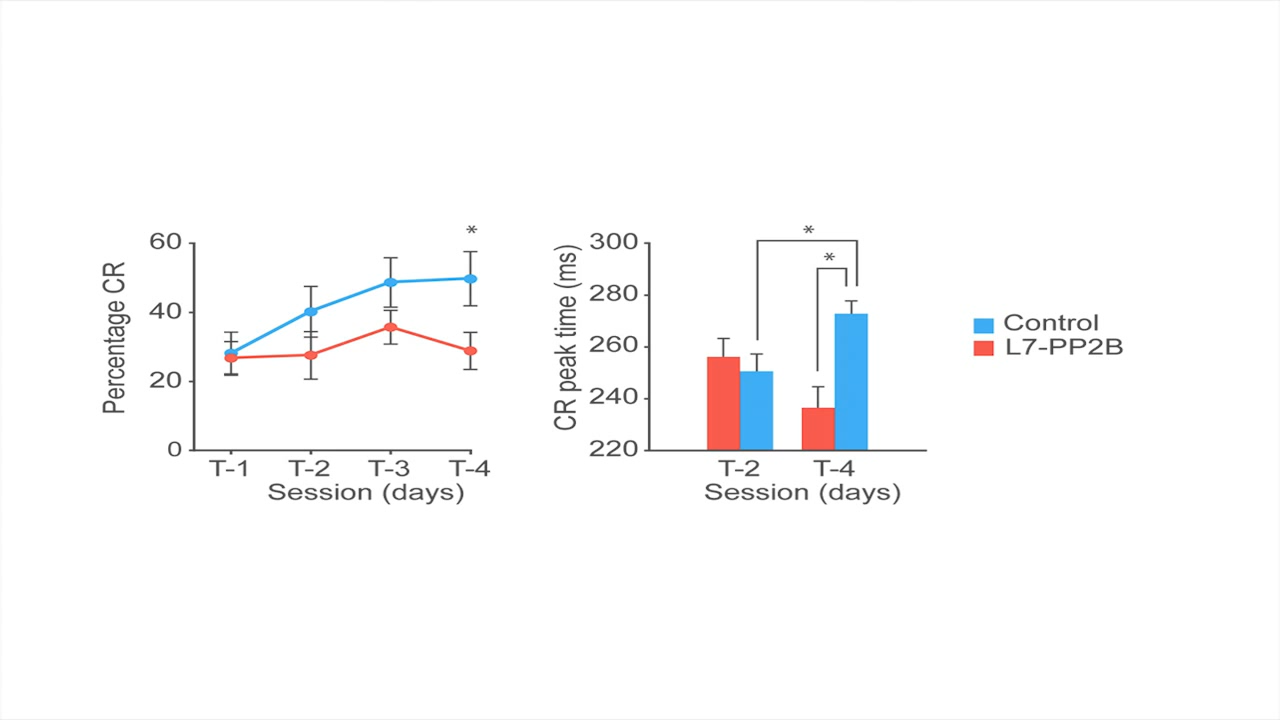 *
60
40
20
0
Percentage CR
T-1 T-2 T-3 T-4
Session (days)
*
*
300
280
260
240
220
CR peak time (ms)
T-2 T-4
Session (days)
Control
L7-PP2B